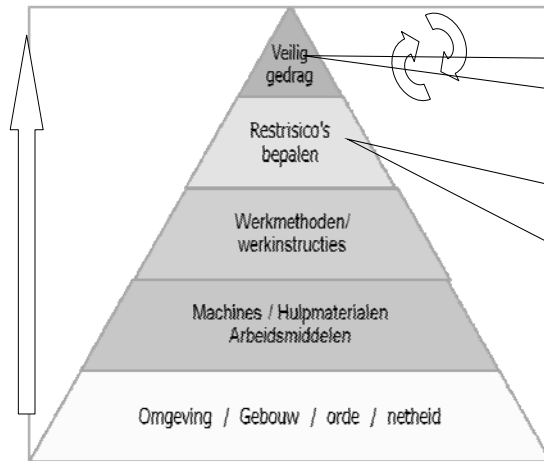 Veilig
gedrag
Restrisico's
bepalen
Werkmethoden/
werkinstructies
Machines / Hulpmaterialen
Arbeidsmiddelen
Omgeving / Gebouw / orde / netheid